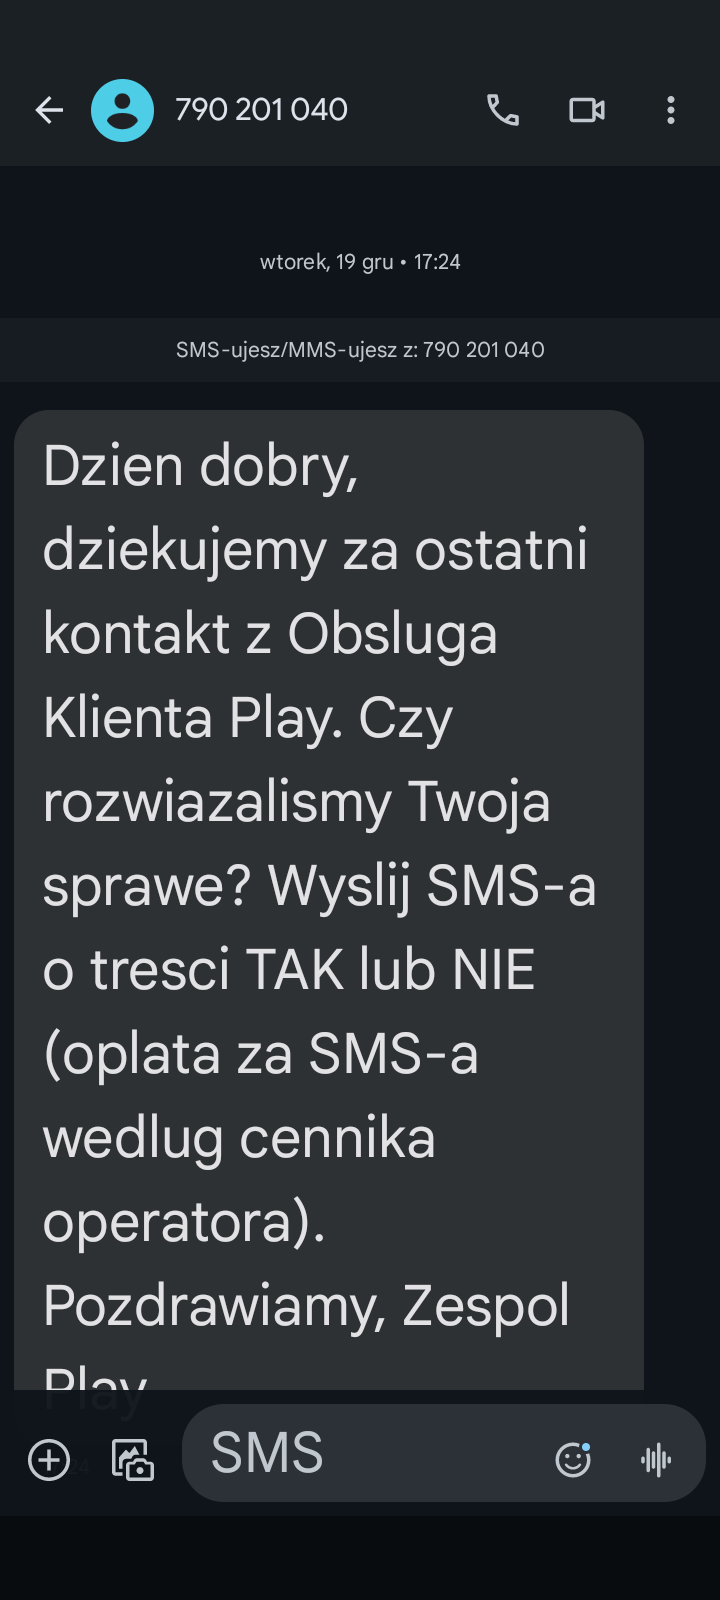 790 201 040
wtorek, 19 gru • 17:24
SMS-ujesz/MMS-ujesz z: 790 201 040
Dzien dobry,
dziekujemy za ostatni
kontakt z Obsluga
Klienta Play. Czy
rozwiazalismy Twoja
sprawe? Wyslij SMS-a
o tresci TAK lub NIE
(oplata za SMS-a
wedlug cennika
operatora).
Pozdrawiamy, Zespol
Play
SMS